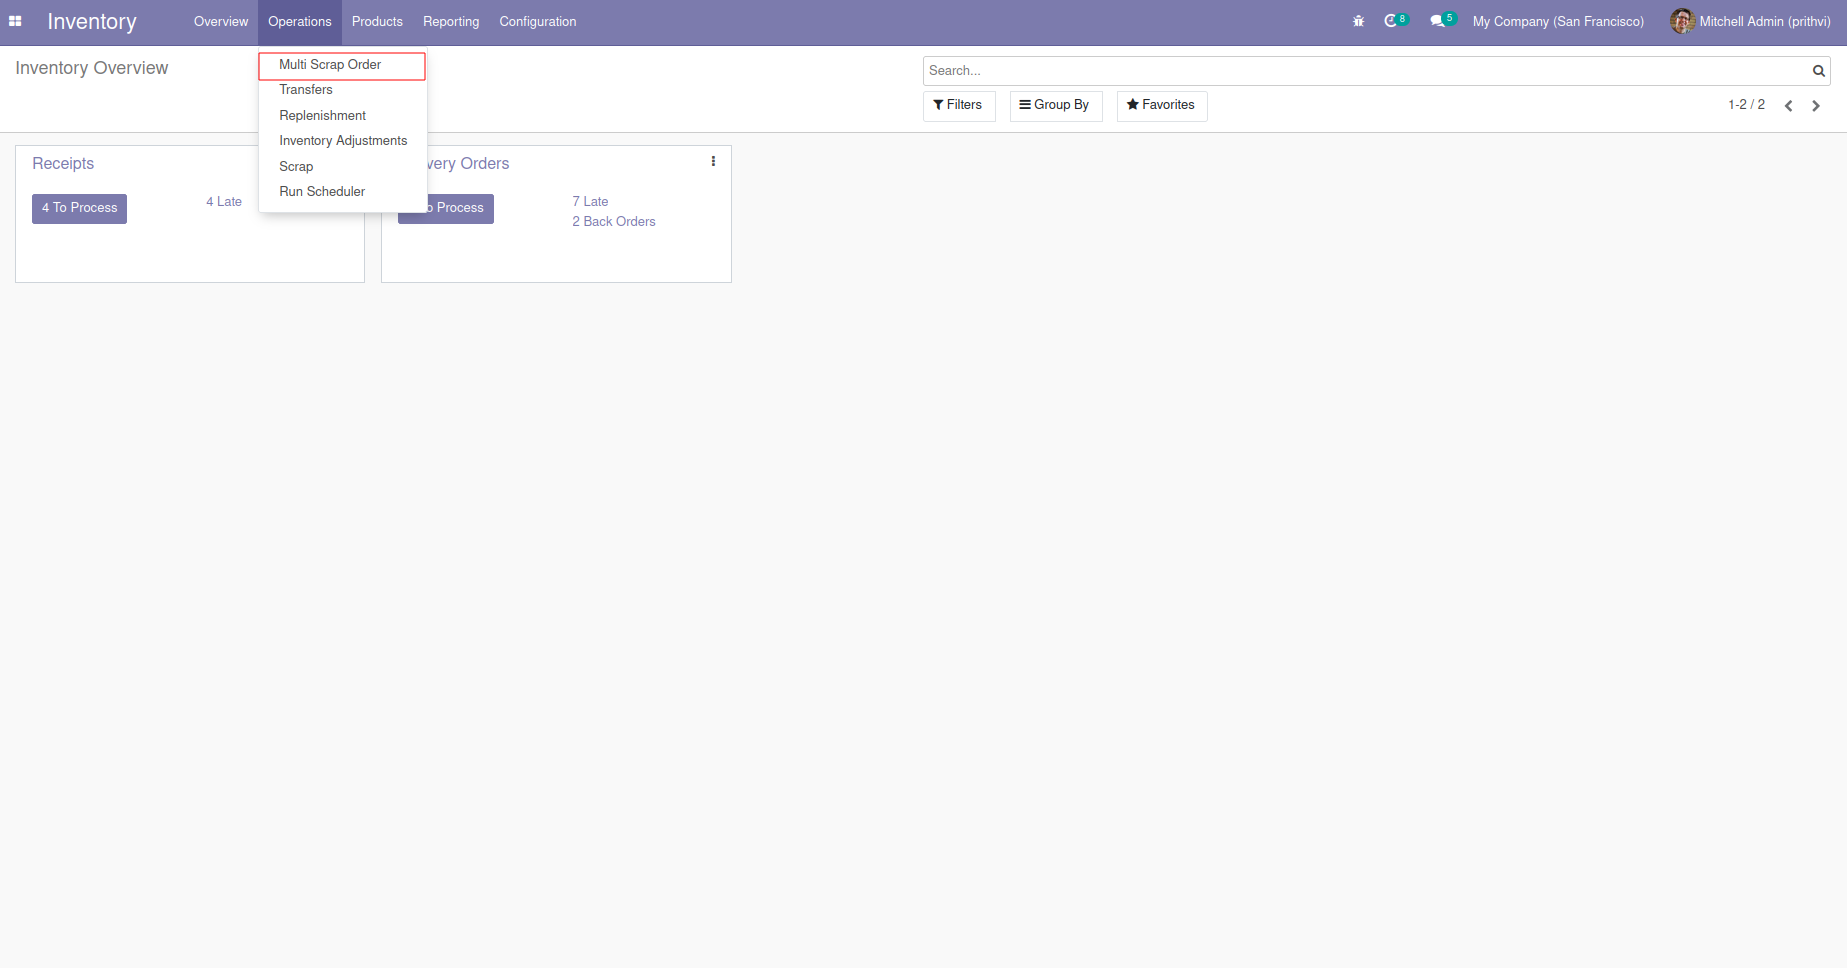 Inventory Overview Operations Products Reporting Configuration 8 5 My Company (San Francisco) Mitchell Admin (prithvi)
Inventory Overview
Multi Scrap Order
Transfers
Replenishment
Inventory Adjustments
Scrap
Run Scheduler
Search...
Filters Group By Favorites 1-2 / 2
Receipts
4 To Process 4 Late
very Orders
o Process 7 Late
2 Back Orders